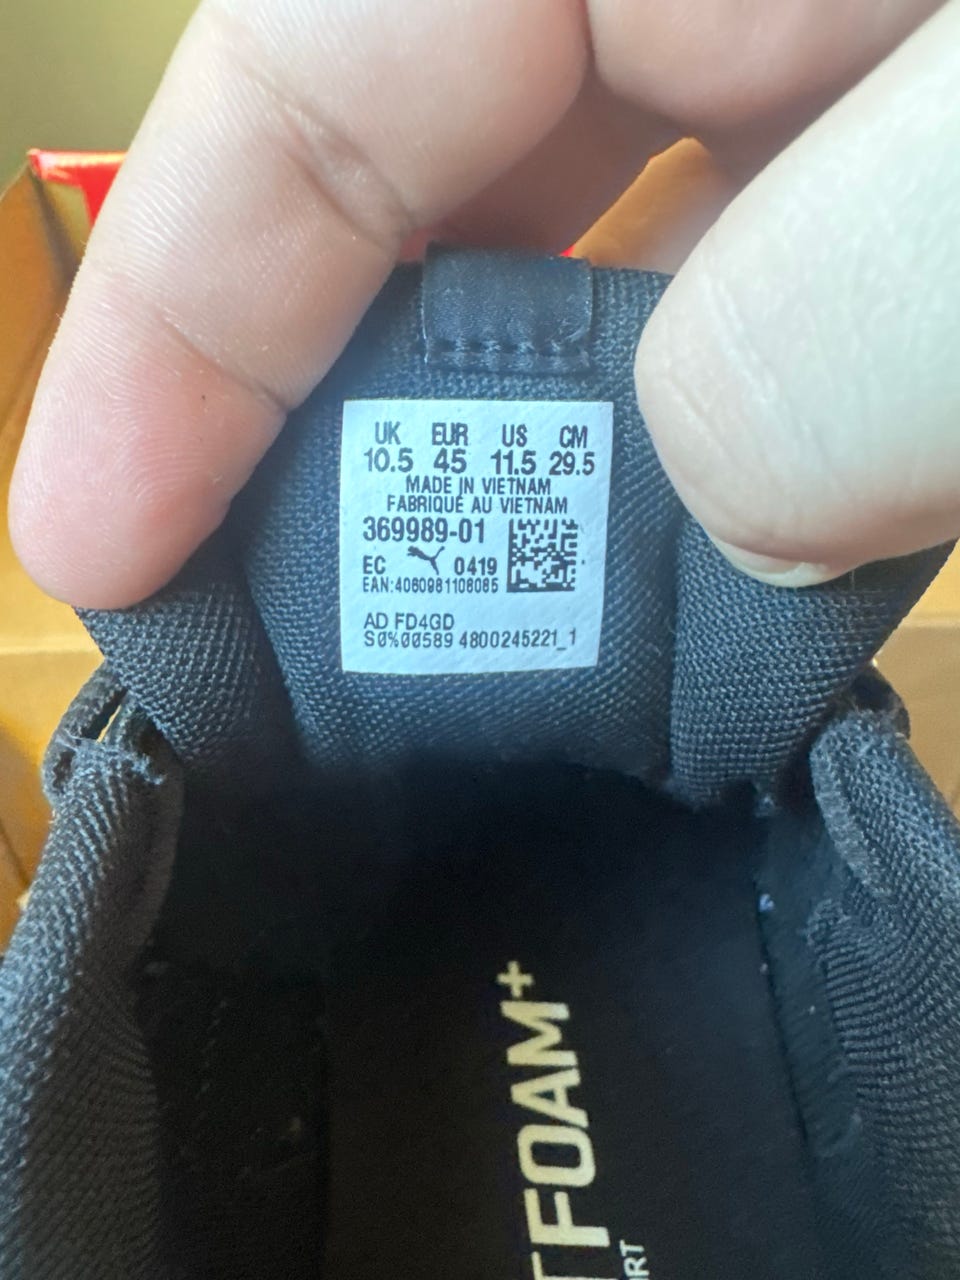 UK EUR US CM
10.5 45 11.5 29.5
MADE IN VIETNAM
FABRIQUÉ AU VIETNAM
369989-01
EC 0419
EAN:4060981108085
AD FD4GD
S0%00589 4800245221_1
TFOAM+
ORT